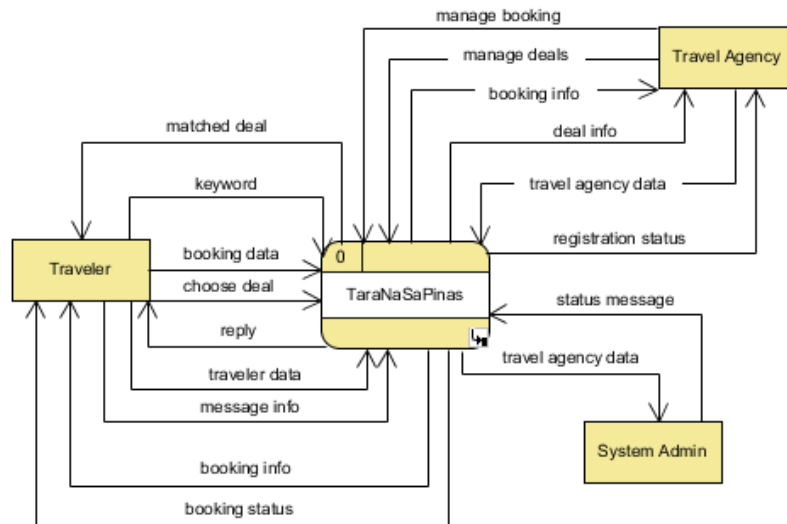 manage booking
manage deals
Travel Agency
booking info
matched deal
deal info
keyword
travel agency data
booking data
0
registration status
Traveler
choose deal
TaraNaSaPinas
status message
reply
travel agency data
traveler data
message info
System Admin
booking info
booking status